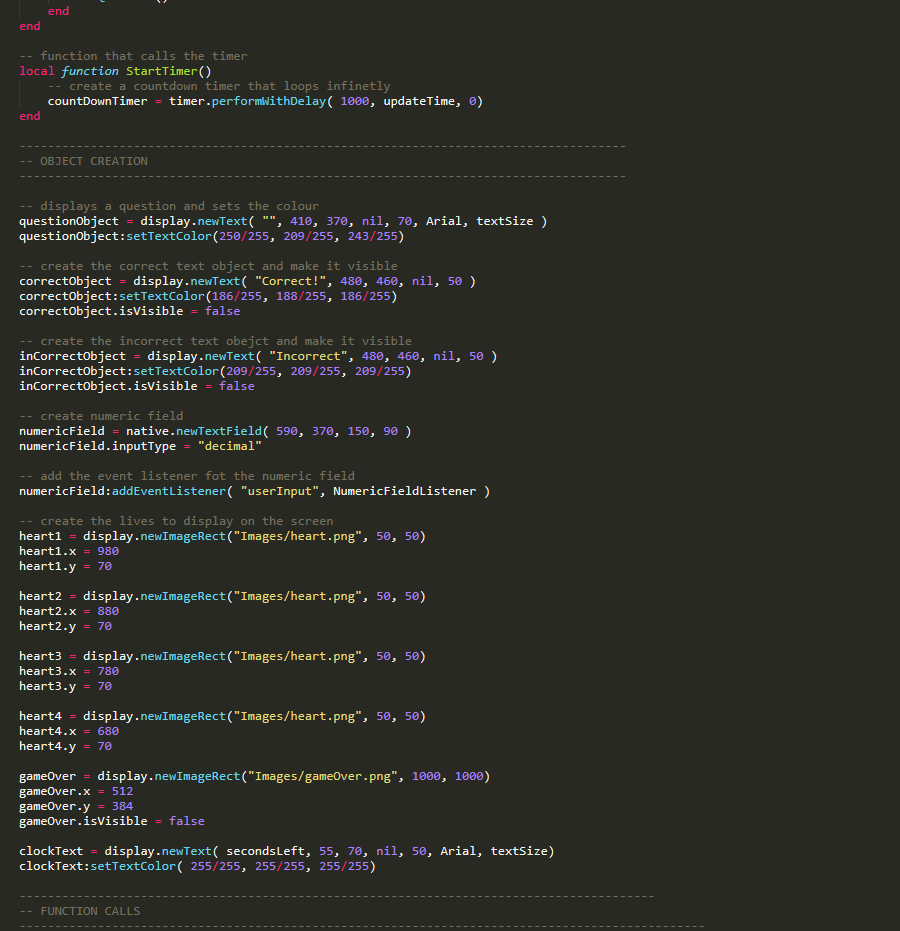 end
end
-- function that calls the timer
local function StartTimer()
-- create a countdown timer that loops infinetly
countDownTimer = timer.performWithDelay( 1000, updateTime, 0)
end
-------------------------------------------------------------------------------------
-- OBJECT CREATION
-------------------------------------------------------------------------------------
-- displays a question and sets the colour
questionObject = display.newText( "", 410, 370, nil, 70, Arial, textSize )
questionObject:setTextColor(250/255, 209/255, 243/255)
-- create the correct text object and make it visible
correctObject = display.newText( "Correct!", 480, 460, nil, 50 )
correctObject:setTextColor(186/255, 188/255, 186/255)
correctObject.isVisible = false
-- create the incorrect text obejct and make it visible
inCorrectObject = display.newText( "Incorrect", 480, 460, nil, 50 )
inCorrectObject:setTextColor(209/255, 209/255, 209/255)
inCorrectObject.isVisible = false
-- create numeric field
numericField = native.newTextField( 590, 370, 150, 90 )
numericField.inputType = "decimal"
-- add the event listener fot the numeric field
numericField:addEventListener( "userInput", NumericFieldListener )
-- create the lives to display on the screen
heart1 = display.newImageRect("Images/heart.png", 50, 50)
heart1.x = 980
heart1.y = 70
heart2 = display.newImageRect("Images/heart.png", 50, 50)
heart2.x = 880
heart2.y = 70
heart3 = display.newImageRect("Images/heart.png", 50, 50)
heart3.x = 780
heart3.y = 70
heart4 = display.newImageRect("Images/heart.png", 50, 50)
heart4.x = 680
heart4.y = 70
gameOver = display.newImageRect("Images/gameOver.png", 1000, 1000)
gameOver.x = 512
gameOver.y = 384
gameOver.isVisible = false
clockText = display.newText( secondsLeft, 55, 70, nil, 50, Arial, textSize)
clockText:setTextColor( 255/255, 255/255, 255/255)
-----------------------------------------------------------------------------------------
-- FUNCTION CALLS
------------------------------------------------------------------------------------------------